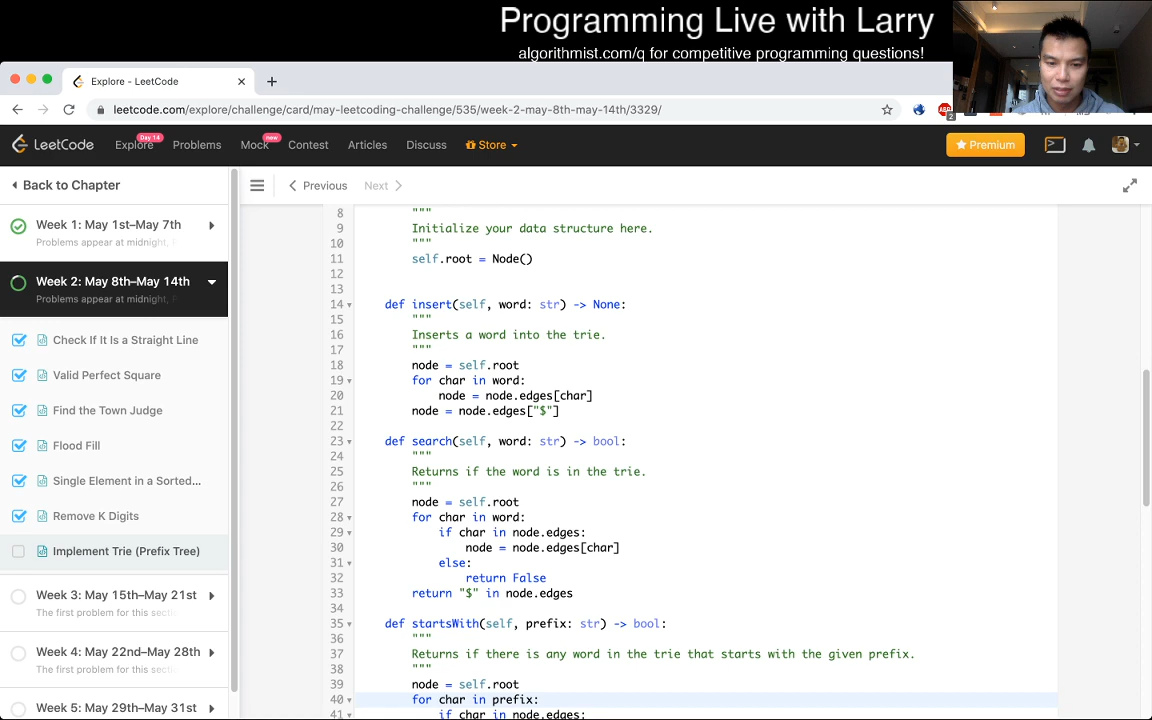 Programming Live with Larry
algorithmist.com/q for competitive programming questions!
Explore - LeetCode
leetcode.com/explore/challenge/card/may-leetcoding-challenge/535/week-2-may-8th-may-14th/3329/
LeetCode
Explore
Day 14
Problems
Mock
new
Contest
Articles
Discuss
Store
Premium
Back to Chapter
Previous
Next
Week 1: May 1st–May 7th
Problems appear at midnight,
Week 2: May 8th–May 14th
Problems appear at midnight,
Check If It Is a Straight Line
Valid Perfect Square
Find the Town Judge
Flood Fill
Single Element in a Sorted...
Remove K Digits
Implement Trie (Prefix Tree)
Week 3: May 15th–May 21st
The first problem for this
Week 4: May 22nd–May 28th
The first problem for this
Week 5: May 29th–May 31st
8 """
9 Initialize your data structure here.
10 """
11 self.root = Node()
12
13
14 def insert(self, word: str) -> None:
15 """
16 Inserts a word into the trie.
17 """
18 node = self.root
19 for char in word:
20 node = node.edges[char]
21 node = node.edges["$"]
22
23 def search(self, word: str) -> bool:
24 """
25 Returns if the word is in the trie.
26 """
27 node = self.root
28 for char in word:
29 if char in node.edges:
30 node = node.edges[char]
31 else:
32 return False
33 return "$" in node.edges
34
35 def startsWith(self, prefix: str) -> bool:
36 """
37 Returns if there is any word in the trie that starts with the given prefix.
38 """
39 node = self.root
40 for char in prefix:
41 if char in node.edges: